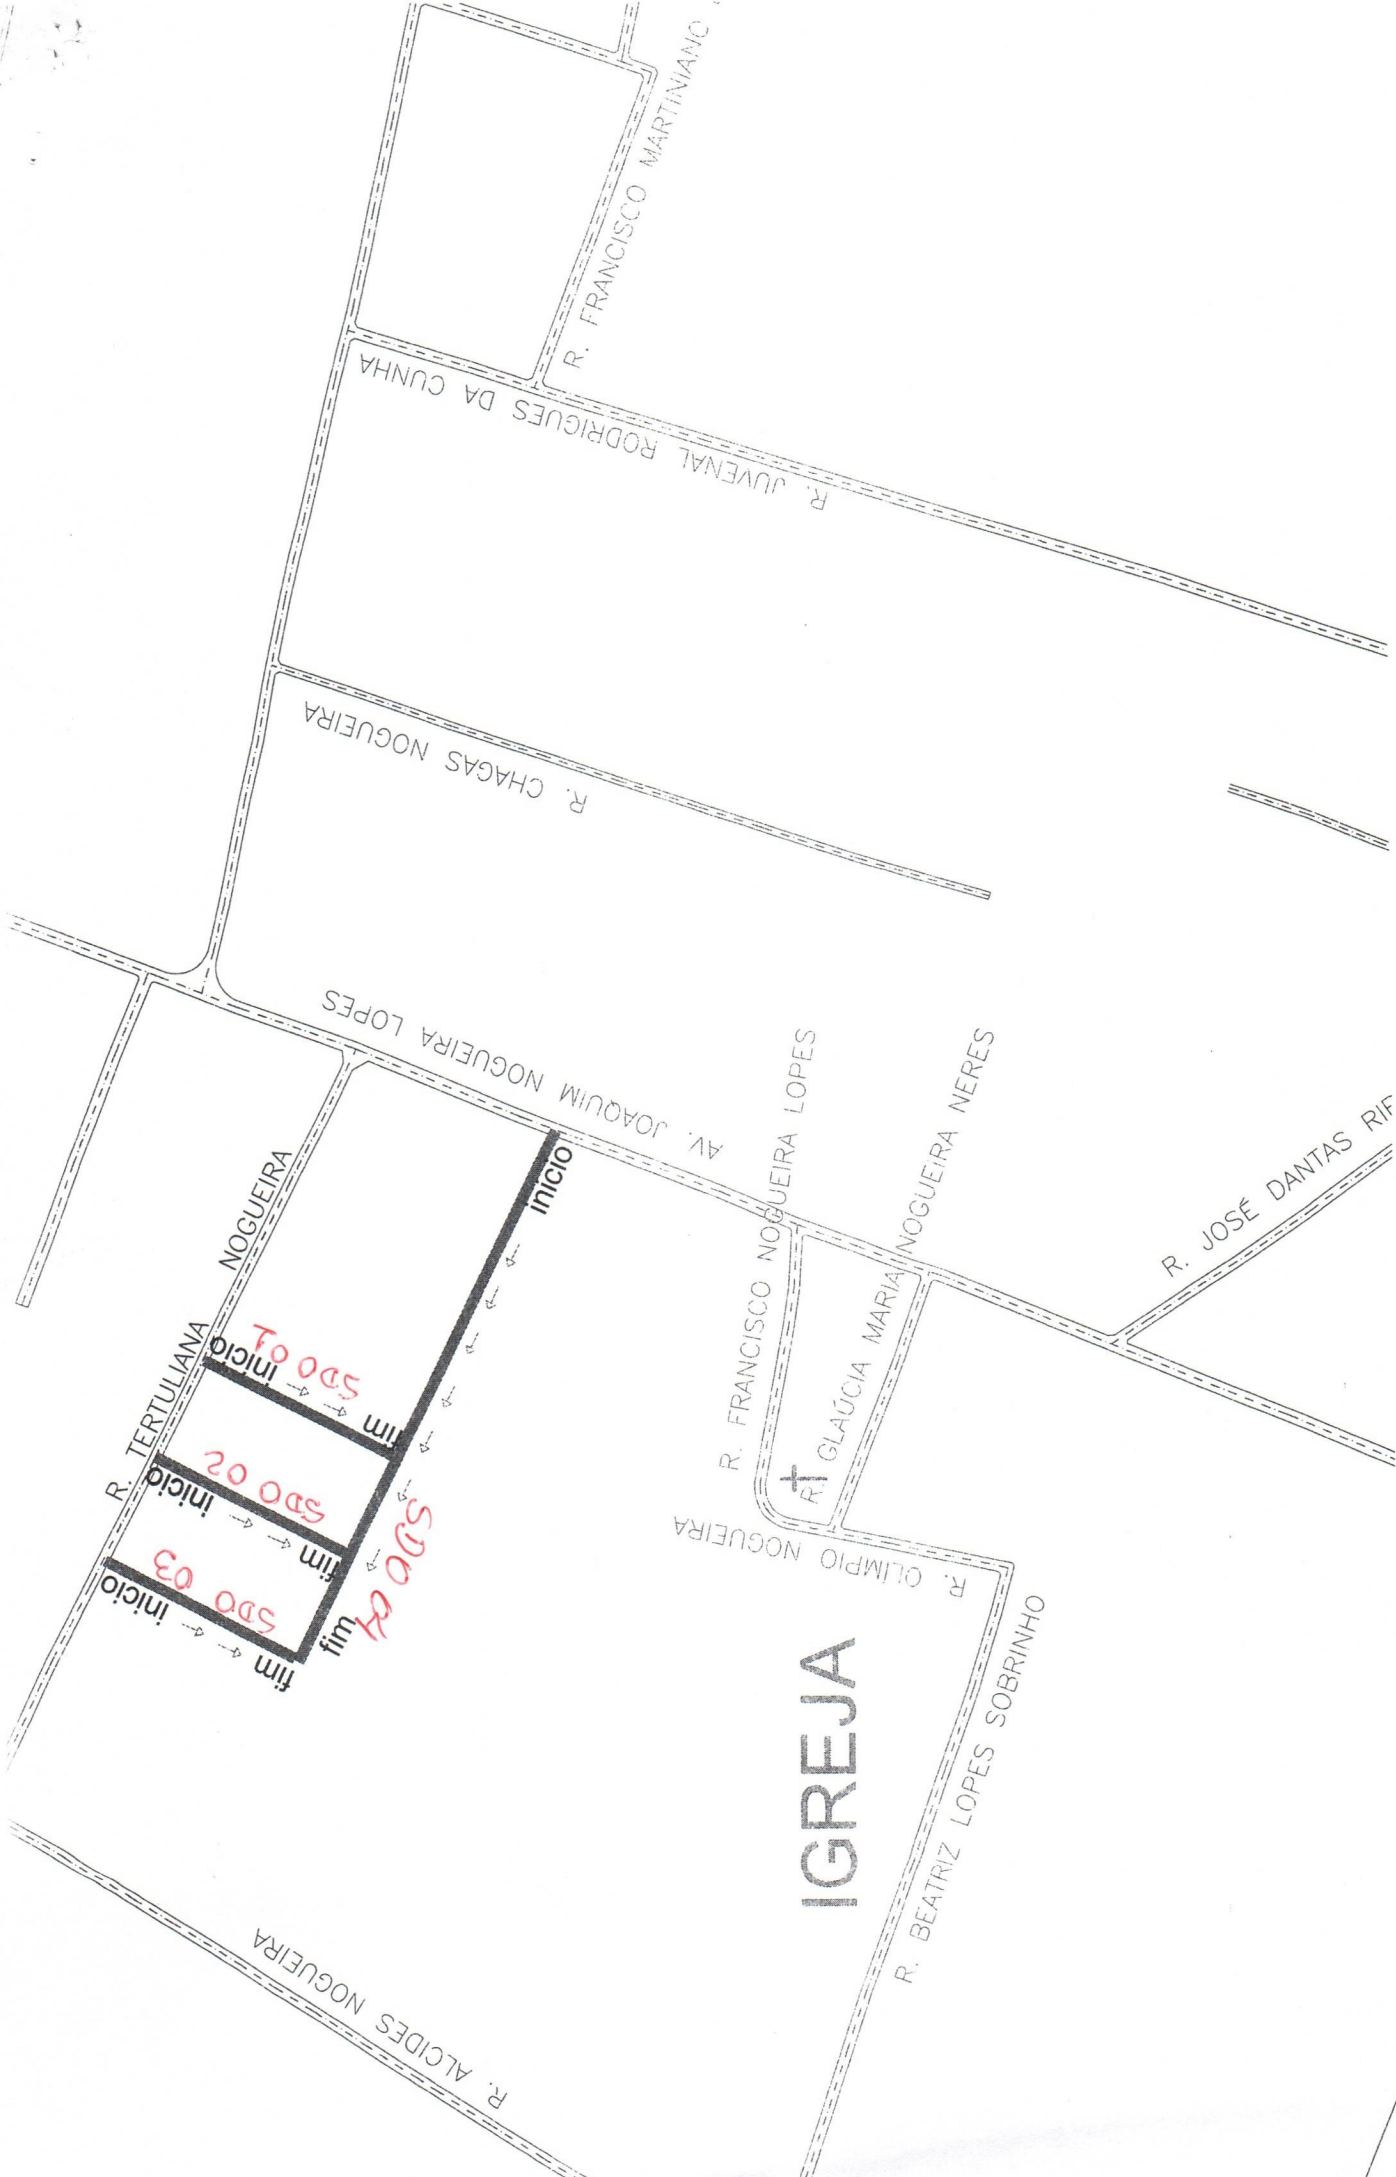 R. FRANCISCO MARTINIANO
R. JUVENAL RODRIGUES DA CUNHA
R. CHAGAS NOGUEIRA
AV. JOAQUIM NOGUEIRA LOPES
R. FRANCISCO NOGUEIRA LOPES
R. GLAÚCIA MARIA NOGUEIRA NERES
R. JOSÉ DANTAS
R. TERTULIANA NOGUEIRA
inicio
inicio
SDO 01
fim
inicio
SDO 02
fim
inicio
SDO 03
fim
SDO 04
fim
R. OLÍMPIO NOGUEIRA
IGREJA
R. BEATRIZ LOPES SOBRINHO
R. ALCIDES NOGUEIRA